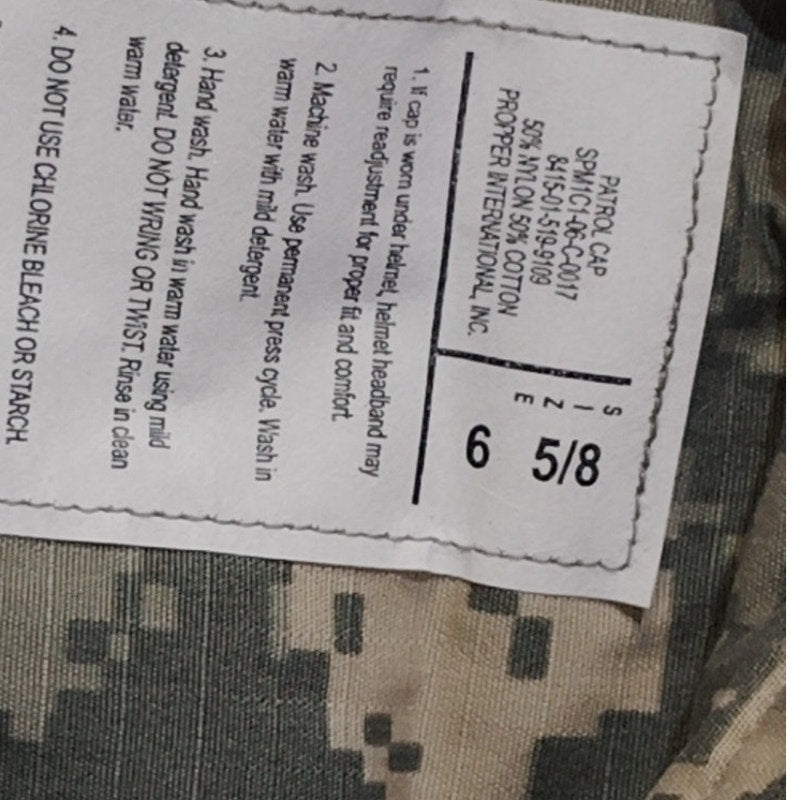 PATROL CAP
SPM1C1-06-C-0017
8415-01-519-9109
50% NYLON 50% COTTON
PROPPER INTERNATIONAL, INC.
SIZE
6 5/8
1. If cap is worn under helmet, helmet headband may
require readjustment for proper fit and comfort.
2. Machine wash. Use permanent press cycle. Wash in
warm water with mild detergent.
3. Hand wash. Hand wash in warm water using mild
detergent. DO NOT WRING OR TWIST. Rinse in clean
warm water.
4. DO NOT USE CHLORINE BLEACH OR STARCH.